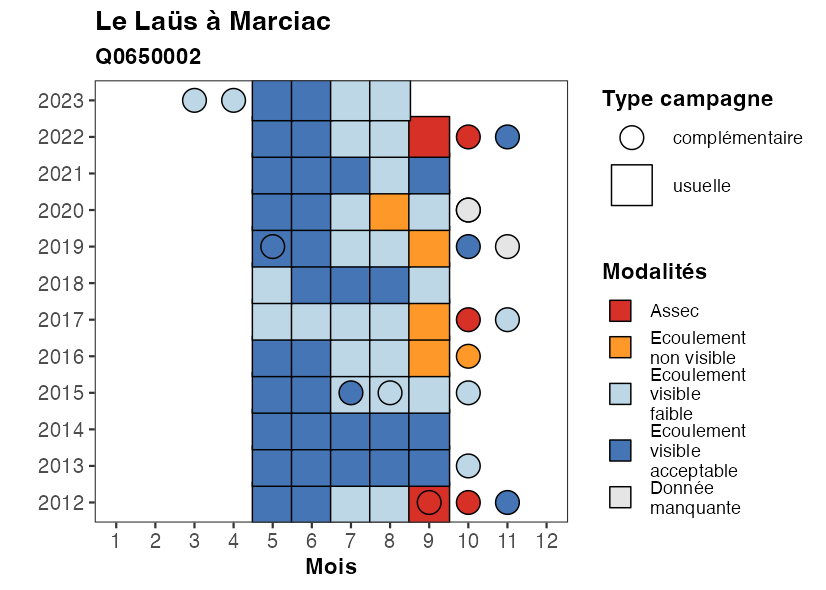 Le Laüs à Marciac
Q0650002
2023
2022
2021
2020
2019
2018
2017
2016
2015
2014
2013
2012
1 2 3 4 5 6 7 8 9 10 11 12
Mois
Type campagne
complémentaire
usuelle
Modalités
Assec
Ecoulement
non visible
Ecoulement
visible
faible
Ecoulement
visible
acceptable
Donnée
manquante